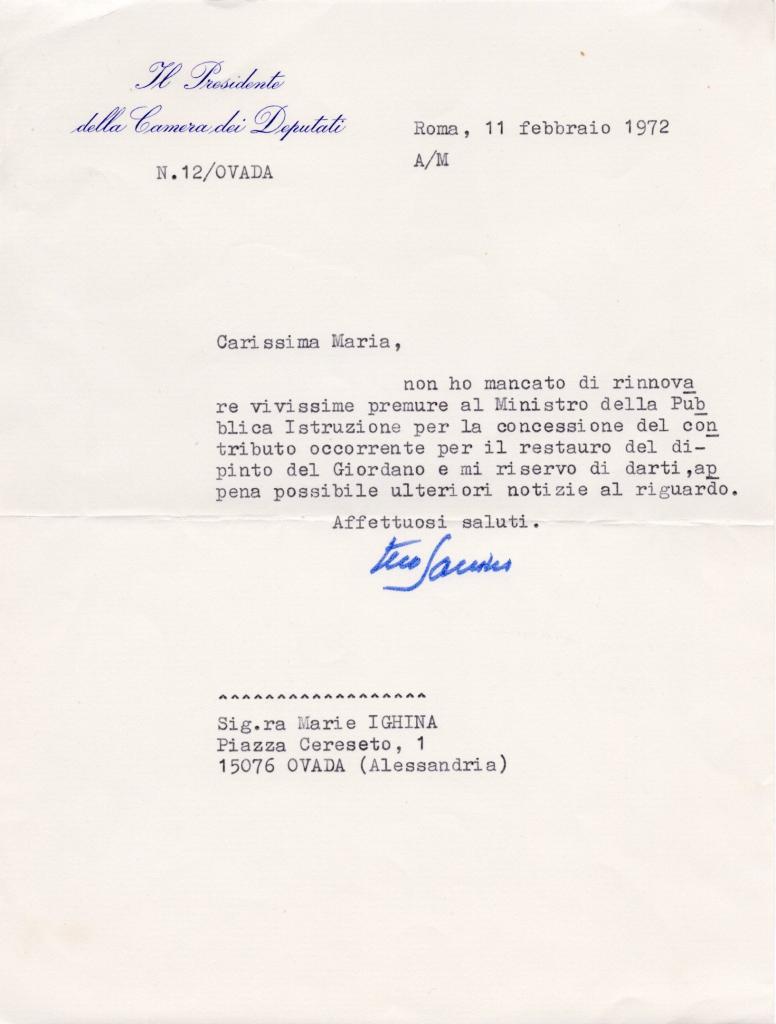 Il Presidente
della Camera dei Deputati
N.12/OVADA
Roma, 11 febbraio 1972
A/M
Carissima Maria,
non ho mancato di rinnova
re vivissime premure al Ministro della Pub
blica Istruzione per la concessione del con
tributo occorrente per il restauro del di-
pinto del Giordano e mi riservo di darti,ap
pena possibile ulteriori notizie al riguardo.
Affettuosi saluti.
^^^^^^^^^^^^^^^^^^
Sig.ra Marie IGHINA
Piazza Cereseto, 1
15076 OVADA (Alessandria)